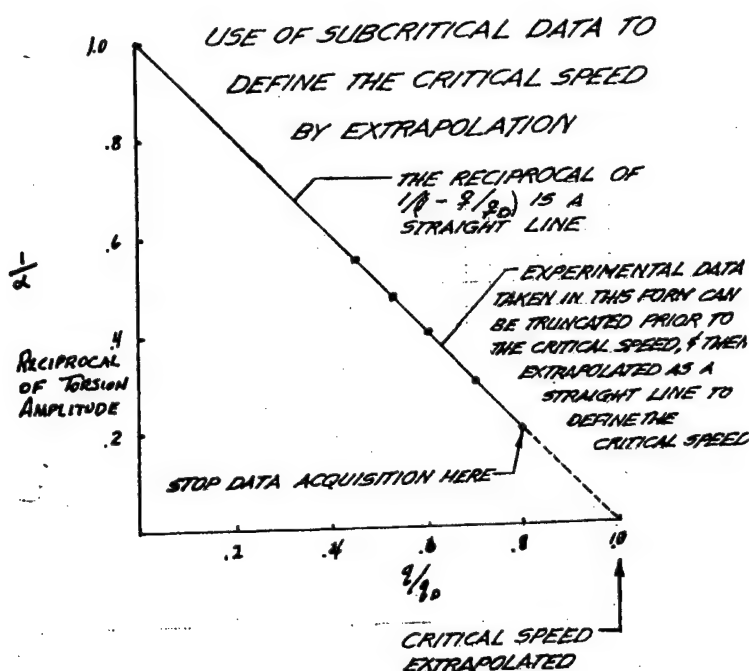 USE OF SUBCRITICAL DATA TO
DEFINE THE CRITICAL SPEED
BY EXTRAPOLATION
1.0
.8
.6
.4
.2
THE RECIPROCAL OF
1/(1 - q/q_D) IS A
STRAIGHT LINE
EXPERIMENTAL DATA
TAKEN IN THIS FORM CAN
BE TRUNCATED PRIOR TO
THE CRITICAL SPEED, & THEN
EXTRAPOLATED AS A
STRAIGHT LINE TO
DEFINE THE
CRITICAL SPEED
1/α
RECIPROCAL
OF TORSION
AMPLITUDE
STOP DATA ACQUISITION HERE
.2
.4
.6
.8
1.0
q/q_D
CRITICAL SPEED
EXTRAPOLATED